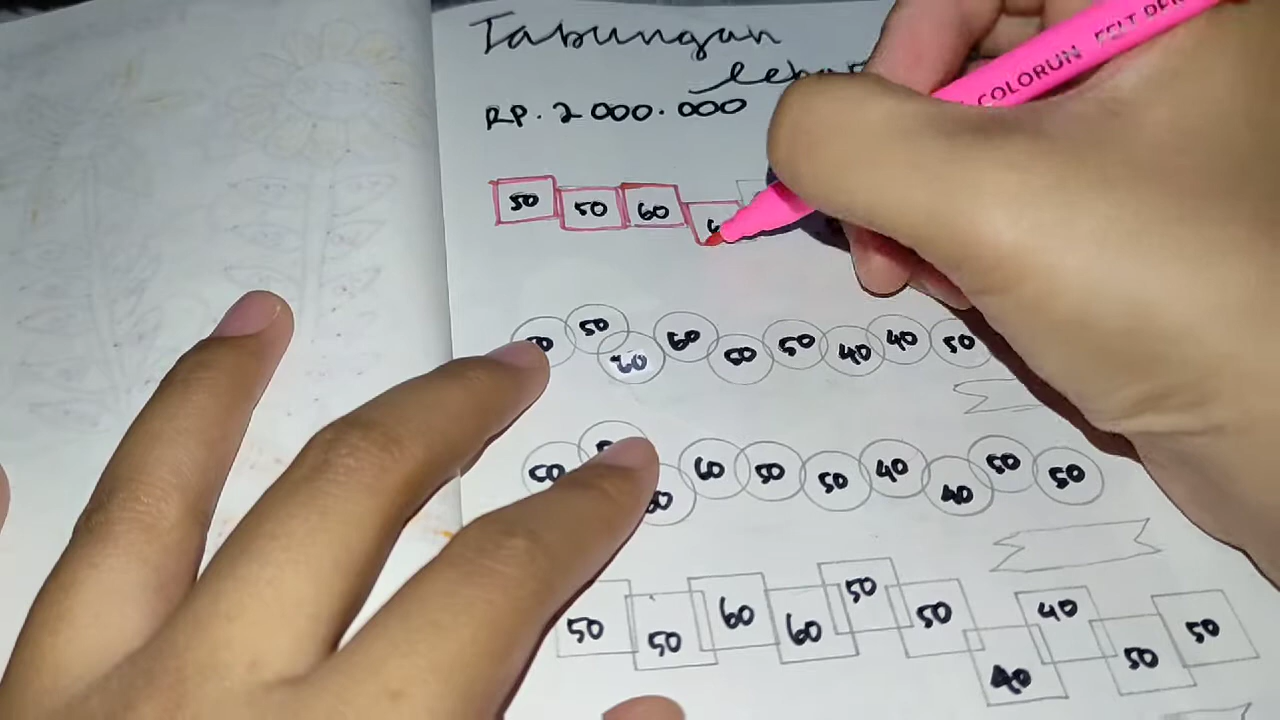 Tabungan
RP. 2 000.000
COLORUN FELT
50 50 60
50 60 60 50 50 40 40 50
50 60 50 50 40 40 50 50
50 50 60 60 50 50 40 40 50 50